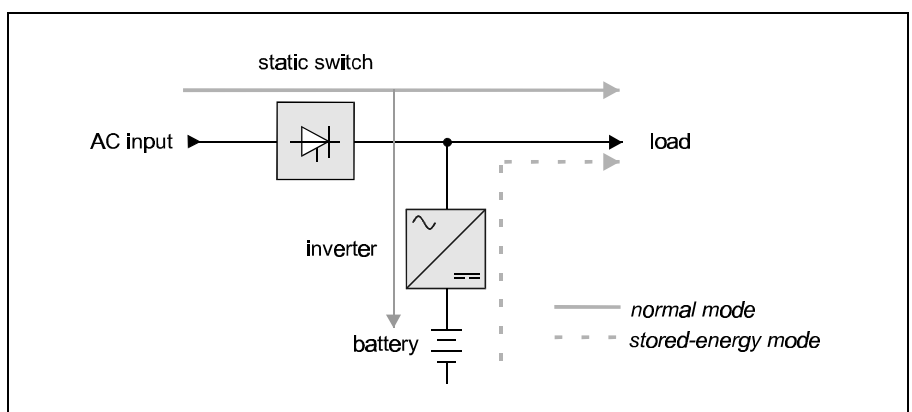 static switch
AC input
load
inverter
normal mode
battery
stored-energy mode